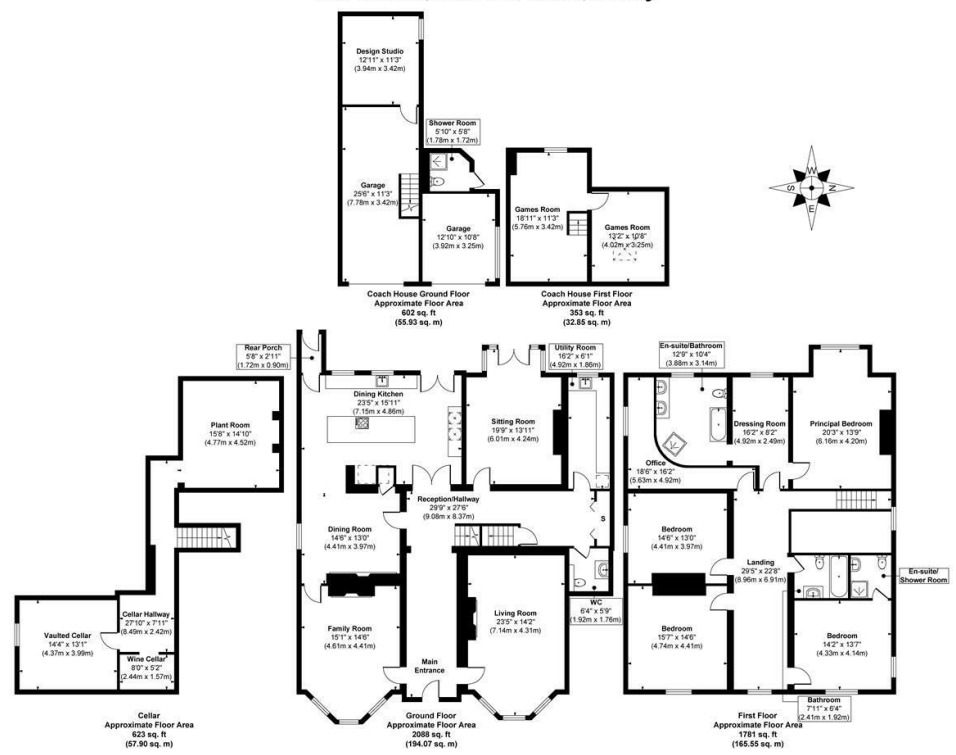 Design Studio
12'11" x 11'3"
(3.94m x 3.42m)
Shower Room
5'10" x 5'8"
(1.78m x 1.72m)
Garage
25'6" x 11'3"
(7.78m x 3.42m)
Garage
12'10" x 10'8"
(3.92m x 3.25m)
Coach House Ground Floor
Approximate Floor Area
602 sq. ft
(55.93 sq. m)
Games Room
18'11" x 11'3"
(5.76m x 3.42m)
Games Room
13'2" x 10'8"
(4.02m x 3.25m)
Coach House First Floor
Approximate Floor Area
353 sq. ft
(32.85 sq. m)
W
S
N
E
Plant Room
15'8" x 14'10"
(4.77m x 4.52m)
Vaulted Cellar
14'4" x 13'1"
(4.37m x 3.99m)
Cellar Hallway
27'10" x 7'11"
(8.49m x 2.42m)
Wine Cellar
8'0" x 5'2"
(2.44m x 1.57m)
Cellar
Approximate Floor Area
623 sq. ft
(57.90 sq. m)
Rear Porch
5'8" x 2'11"
(1.72m x 0.90m)
Dining Kitchen
23'5" x 15'11"
(7.15m x 4.86m)
Sitting Room
19'9" x 13'11"
(6.01m x 4.24m)
Utility Room
16'2" x 6'1"
(4.92m x 1.86m)
Reception/Hallway
29'9" x 27'6"
(9.08m x 8.37m)
S
Dining Room
14'6" x 13'0"
(4.41m x 3.97m)
WC
6'4" x 5'9"
(1.92m x 1.76m)
Family Room
15'1" x 14'6"
(4.61m x 4.41m)
Living Room
23'5" x 14'2"
(7.14m x 4.31m)
Main
Entrance
Ground Floor
Approximate Floor Area
2088 sq. ft
(194.07 sq. m)
En-suite/Bathroom
12'9" x 10'4"
(3.88m x 3.14m)
Dressing Room
16'2" x 8'2"
(4.92m x 2.49m)
Principal Bedroom
20'3" x 13'9"
(6.16m x 4.20m)
Office
18'6" x 16'2"
(5.63m x 4.92m)
Bedroom
14'6" x 13'0"
(4.41m x 3.97m)
Landing
29'5" x 22'8"
(8.96m x 6.91m)
En-suite/
Shower Room
Bedroom
15'7" x 14'6"
(4.74m x 4.41m)
Bedroom
14'2" x 13'7"
(4.33m x 4.14m)
Bathroom
7'11" x 6'4"
(2.41m x 1.92m)
First Floor
Approximate Floor Area
1781 sq. ft
(165.55 sq. m)